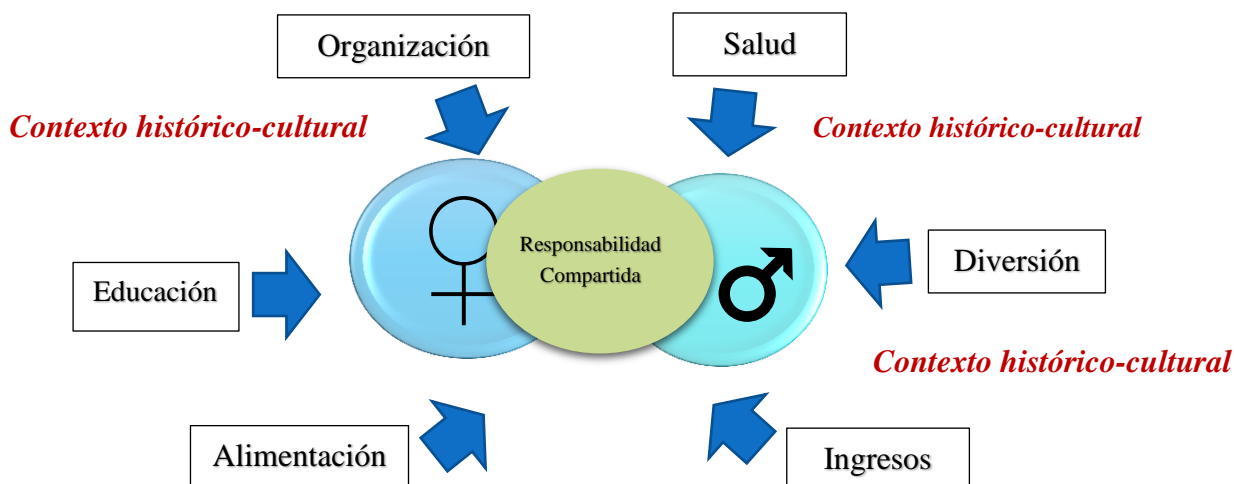 Organización
Salud
Contexto histórico-cultural
Contexto histórico-cultural
Responsabilidad
Compartida
Educación
Diversión
Contexto histórico-cultural
Alimentación
Ingresos